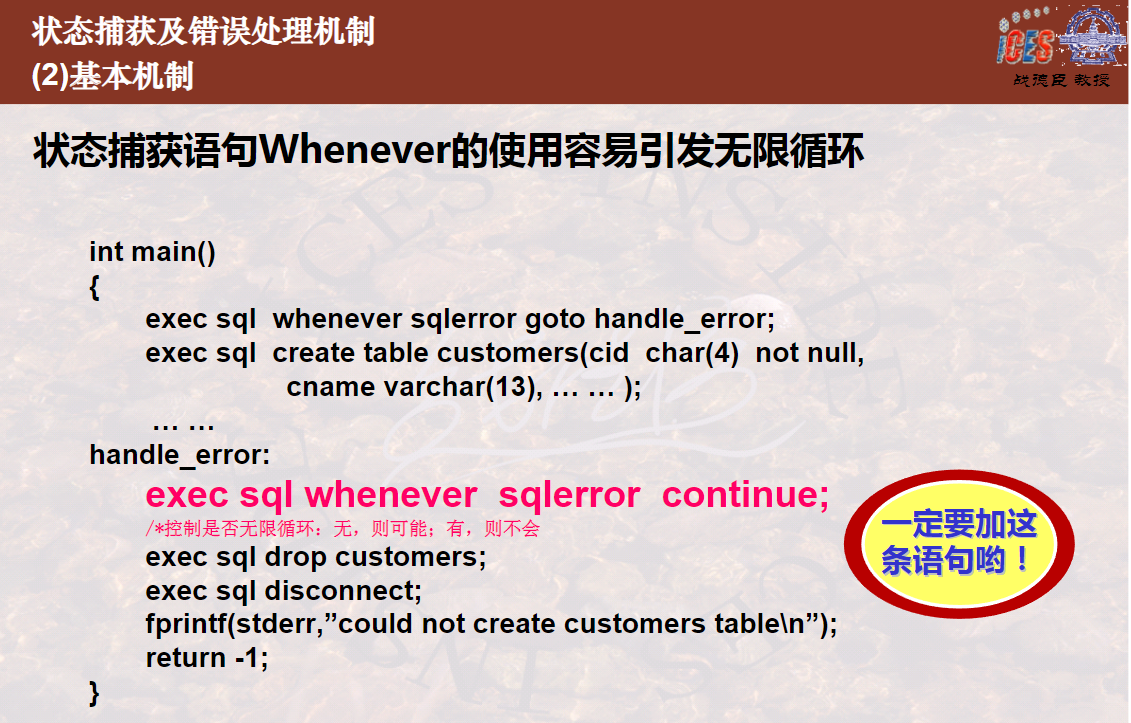 状态捕获及错误处理机制
(2)基本机制
iCES
战德臣 教授
状态捕获语句Whenever的使用容易引发无限循环
int main()
{
exec sql whenever sqlerror goto handle_error;
exec sql create table customers(cid char(4) not null,
cname varchar(13), … … );
… …
handle_error:
exec sql whenever sqlerror continue;
/*控制是否无限循环：无，则可能；有，则不会
exec sql drop customers;
exec sql disconnect;
fprintf(stderr,”could not create customers table\n”);
return -1;
}
一定要加这
条语句哟！